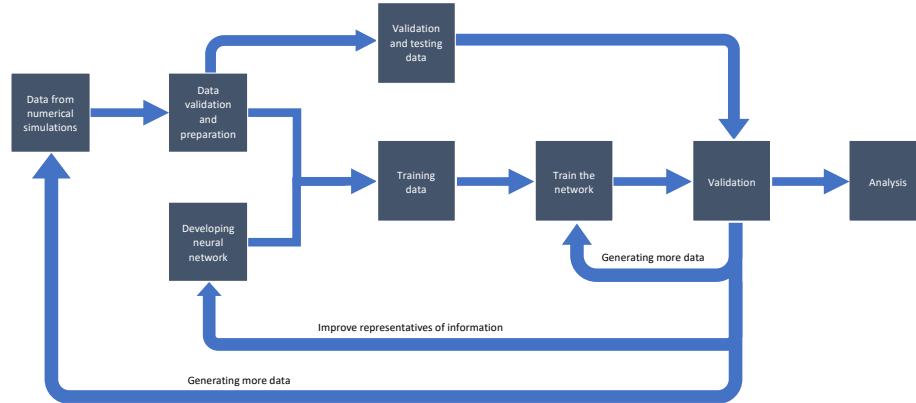 Validation
and testing
data
Data from
numerical
simulations
Data
validation
and
preparation
Training
data
Train the
network
Validation
Analysis
Developing
neural
network
Generating more data
Improve representatives of information
Generating more data